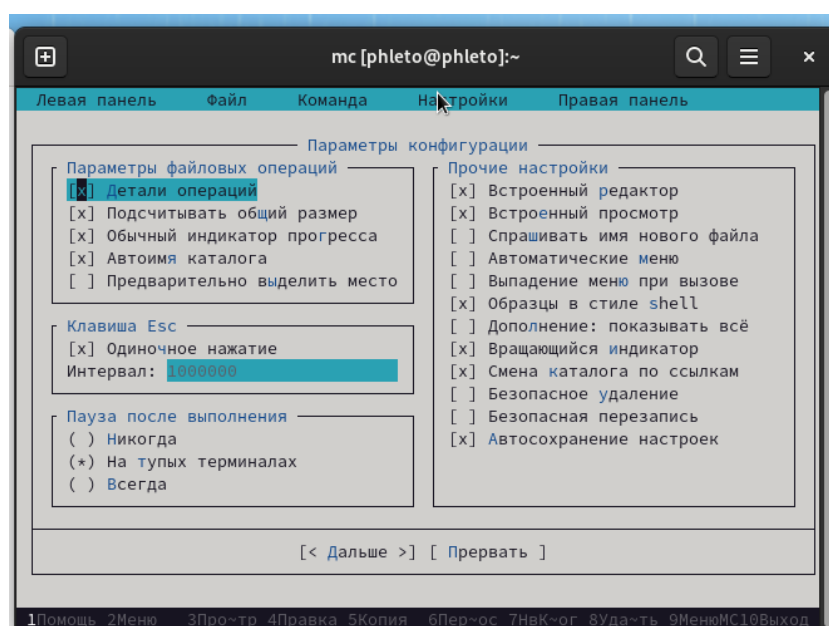 mc [phleto@phleto]:~
Левая панель Файл Команда Настройки Правая панель
Параметры конфигурации
Параметры файловых операций
[x] Детали операций
[x] Подсчитывать общий размер
[x] Обычный индикатор прогресса
[x] Автоимя каталога
[ ] Предварительно выделить место
Клавиша Esc
[x] Одиночное нажатие
Интервал: 1000000
Пауза после выполнения
( ) Никогда
(*) На тупых терминалах
( ) Всегда
Прочие настройки
[x] Встроенный редактор
[x] Встроенный просмотр
[ ] Спрашивать имя нового файла
[ ] Автоматические меню
[ ] Выпадение меню при вызове
[x] Образцы в стиле shell
[ ] Дополнение: показывать всё
[x] Вращающийся индикатор
[x] Смена каталога по ссылкам
[ ] Безопасное удаление
[ ] Безопасная перезапись
[x] Автосохранение настроек
[< Дальше >] [ Прервать ]
1Помощь 2Меню 3Про~тр 4Правка 5Копия 6Пер~ос 7НвК~ог 8Уда~ть 9МенюMC10Выход